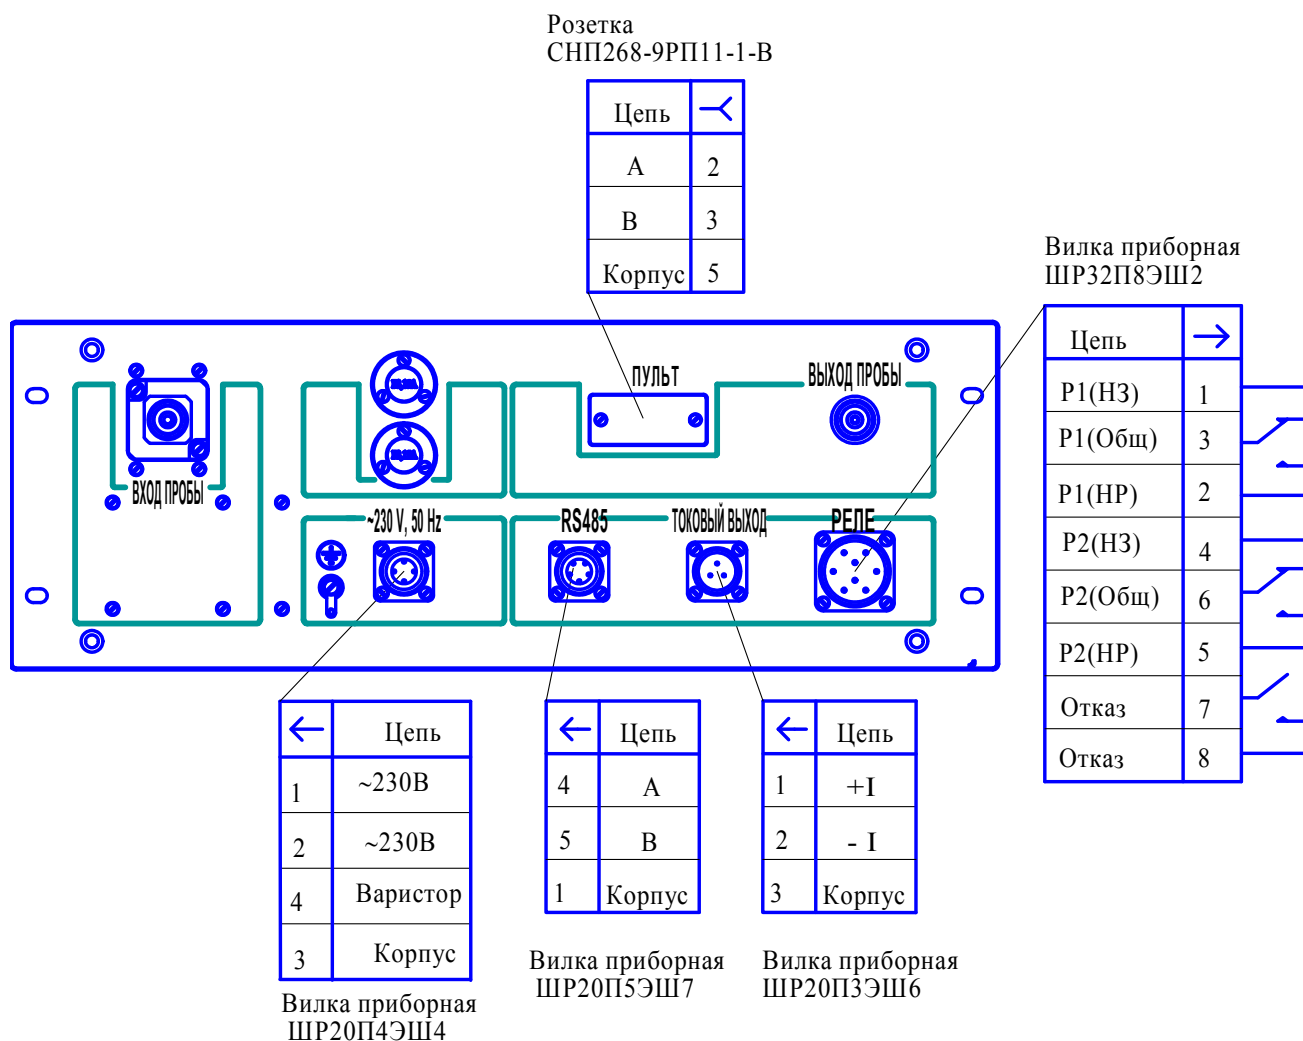 Розетка
СНП268-9РП11-1-В
Цепь
А 2
В 3
Корпус 5
Вилка приборная
ШР32П8ЭШ2
Цепь
Р1(НЗ) 1
Р1(Общ) 3
Р1(НР) 2
Р2(НЗ) 4
Р2(Общ) 6
Р2(НР) 5
Отказ 7
Отказ 8
ПУЛЬТ
ВЫХОД ПРОБЫ
ВХОД ПРОБЫ
~230 V, 50 Hz
RS485
ТОКОВЫЙ ВЫХОД
РЕЛЕ
Цепь
1 ~230В
2 ~230В
4 Варистор
3 Корпус
Вилка приборная
ШР20П4ЭШ4
Цепь
4 А
5 В
1 Корпус
Вилка приборная
ШР20П5ЭШ7
Цепь
1 +I
2 - I
3 Корпус
Вилка приборная
ШР20П3ЭШ6